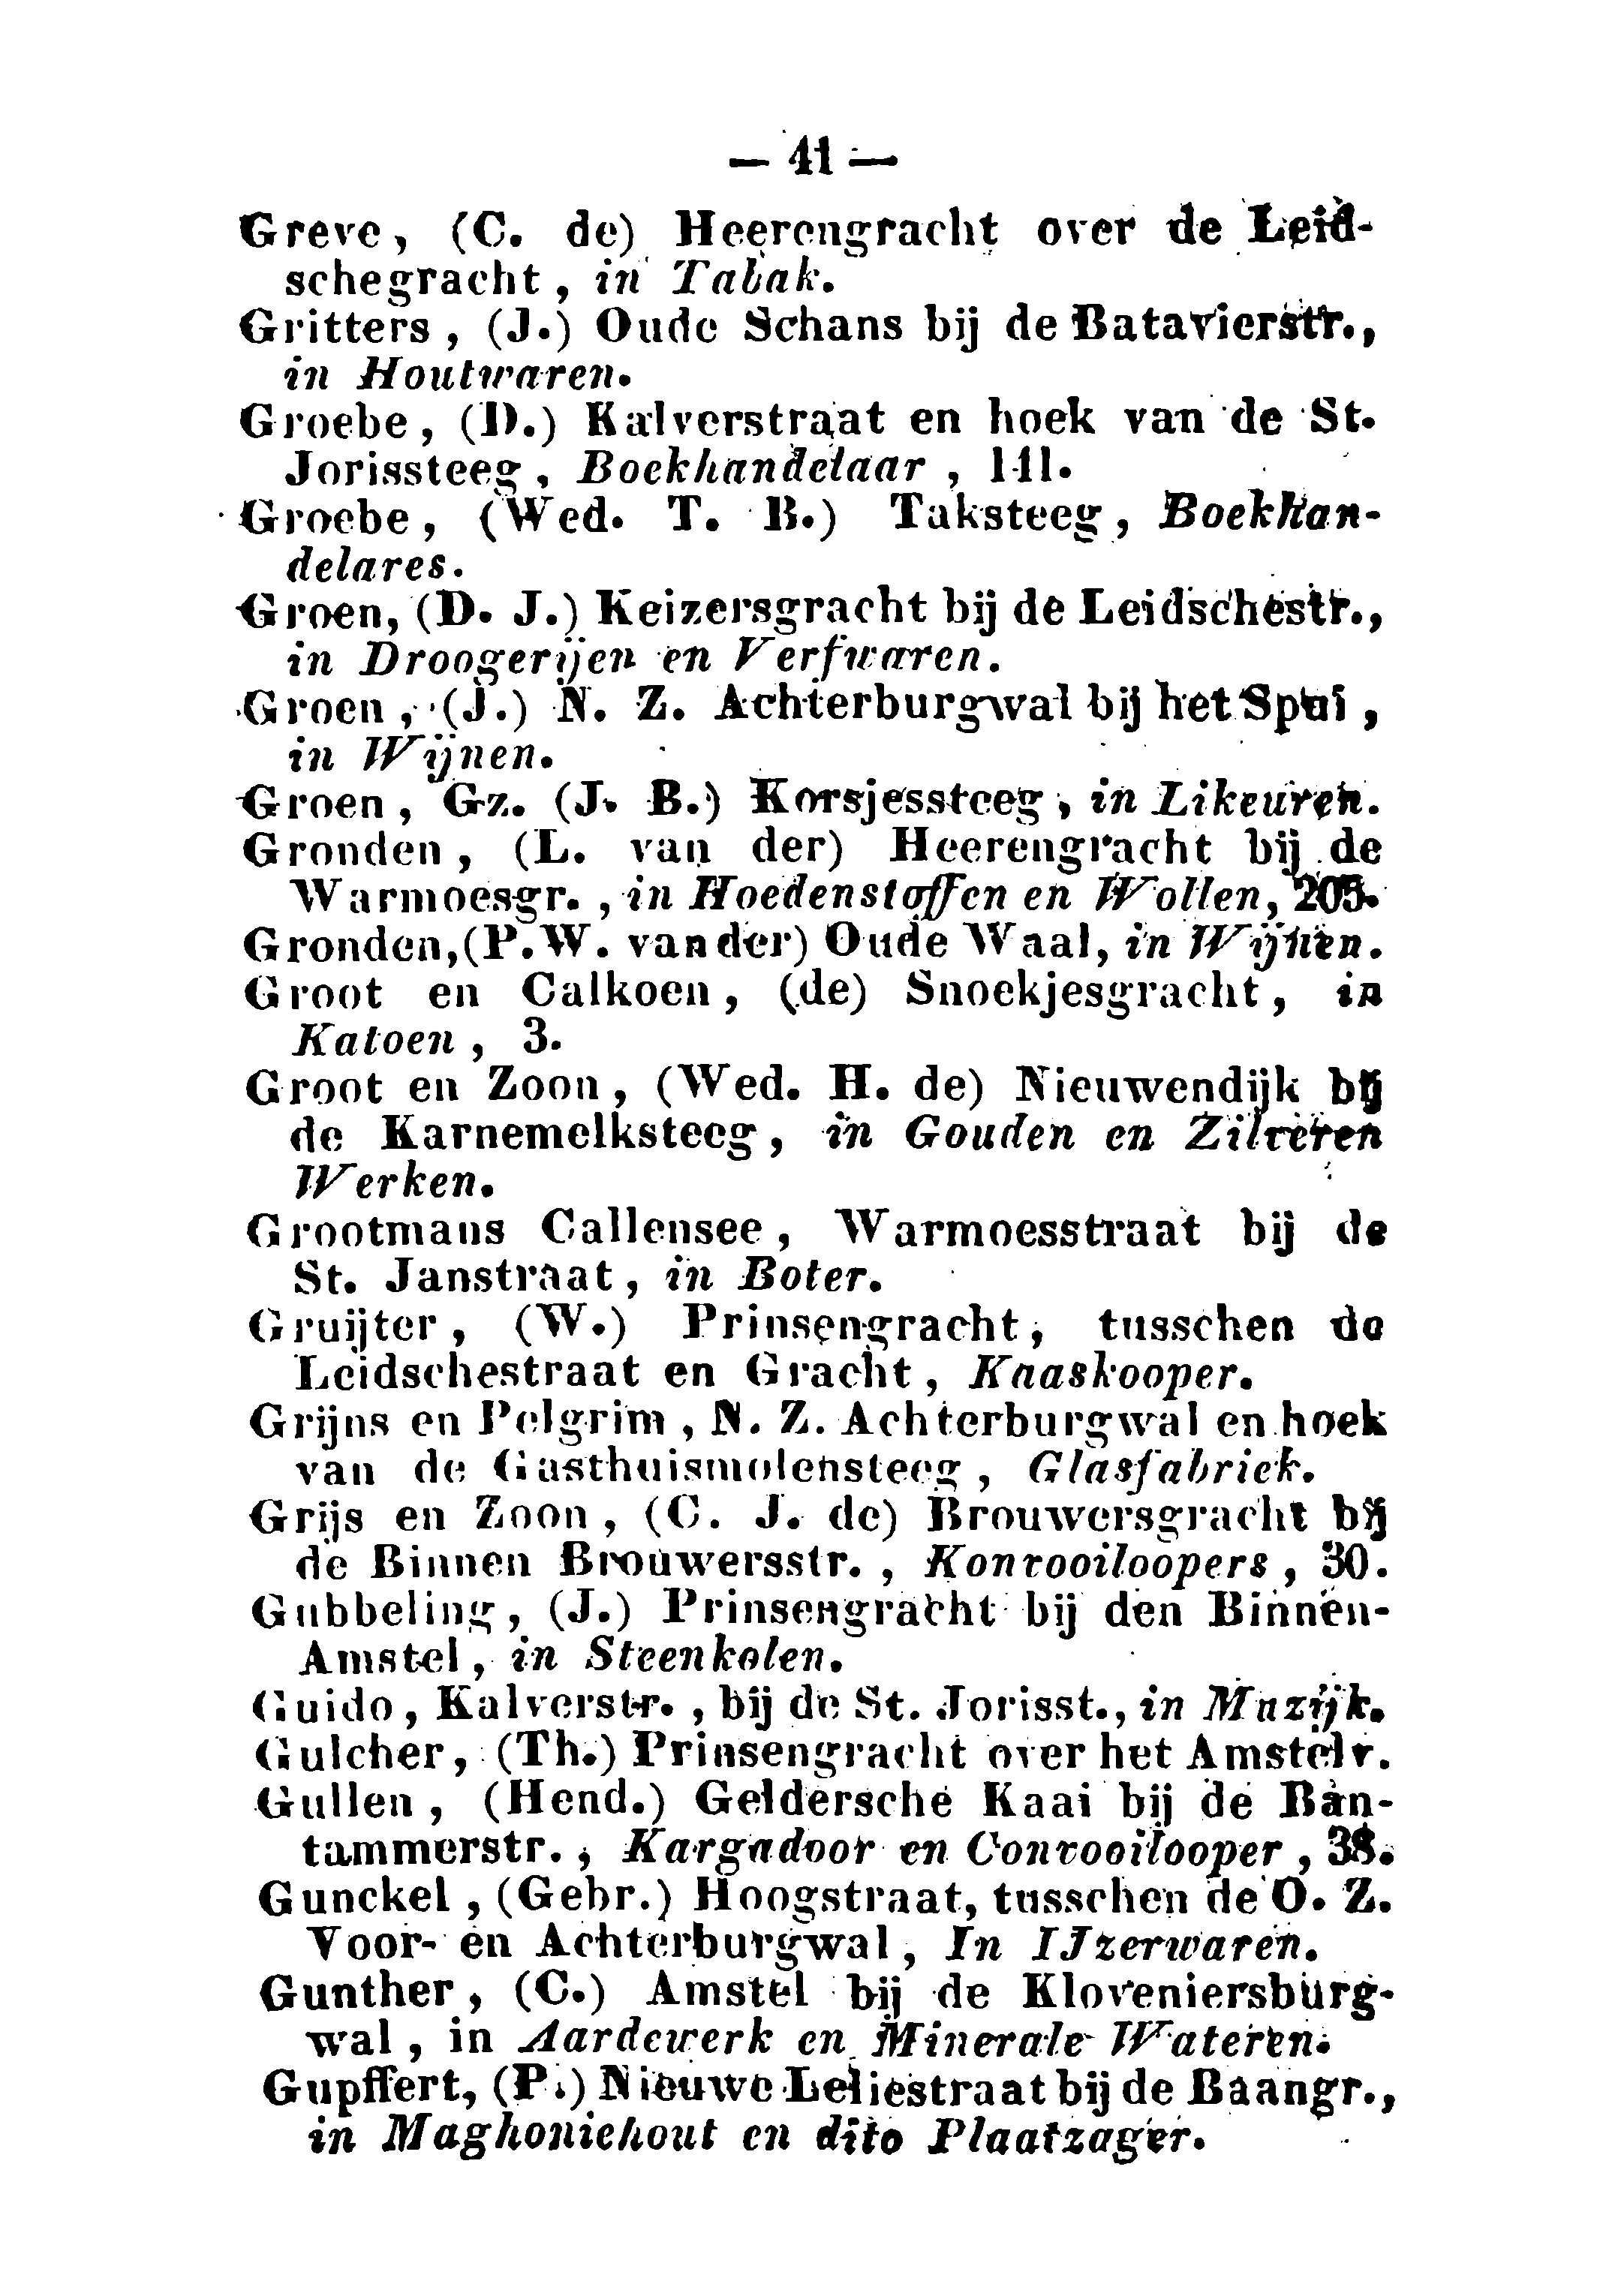 — 41 —
Greve, (C. de) Heerengracht over de Leid-
schegracht, in Tabak.
Gritters, (J.) Oude Schans bij de Batavierstr.,
in Houtwaren.
Groebe, (D.) Kalverstraat en hoek van de St.
Jorissteeg, Boekhandelaar, 141.
Groebe, (Wed. T. B.) Taksteeg, Boekhan-
delares.
Groen, (D. J.) Keizersgracht bij de Leidschestr.,
in Droogerijen en Verfwaren.
Groen, (J.) N. Z. Achterburgwal bij het Spui,
in Wijnen.
Groen, Gz. (J. B.) Korsjessteeg, in Likeuren.
Gronden, (L. van der) Heerengracht bij de
Warmoesgr., in Hoedenstoffen en Wollen, 205.
Gronden, (P. W. van der) Oude Waal, in Wijnen.
Groot en Calkoen, (de) Snoekjesgracht, in
Katoen, 3.
Groot en Zoon, (Wed. H. de) Nieuwendijk bij
de Karnemelksteeg, in Gouden en Zilveren
Werken.
Grootmans Callensee, Warmoesstraat bij de
St. Janstraat, in Boter.
Gruijter, (W.) Prinsengracht, tusschen de
Leidschestraat en Gracht, Kaaskooper.
Grijns en Pelgrim, N. Z. Achterburgwal en hoek
van de Gasthuismolensteeg, Glasfabriek.
Grijs en Zoon, (C. J. de) Brouwersgracht bij
de Binnen Brouwersstr., Konvooiloopers, 30.
Gubbeling, (J.) Prinsengracht bij den Binnen-
Amstel, in Steenkolen.
Guido, Kalverstr., bij de St. Jorisst., in Muzijk.
Gulcher, (Th.) Prinsengracht over het Amstelv.
Gullen, (Hend.) Geldersche Kaai bij de Ban-
tammerstr., Kargadoor en Convooilooper, 38.
Gunckel, (Gebr.) Hoogstraat, tusschen de O. Z.
Voor- en Achterburgwal, In IJzerwaren.
Gunther, (C.) Amstel bij de Kloveniersburg-
wal, in Aardewerk en Minerale Wateren.
Gupffert, (P.) Nieuwe Leliestraat bij de Baangr.,
in Maghoniehout en dito Plaatzager.